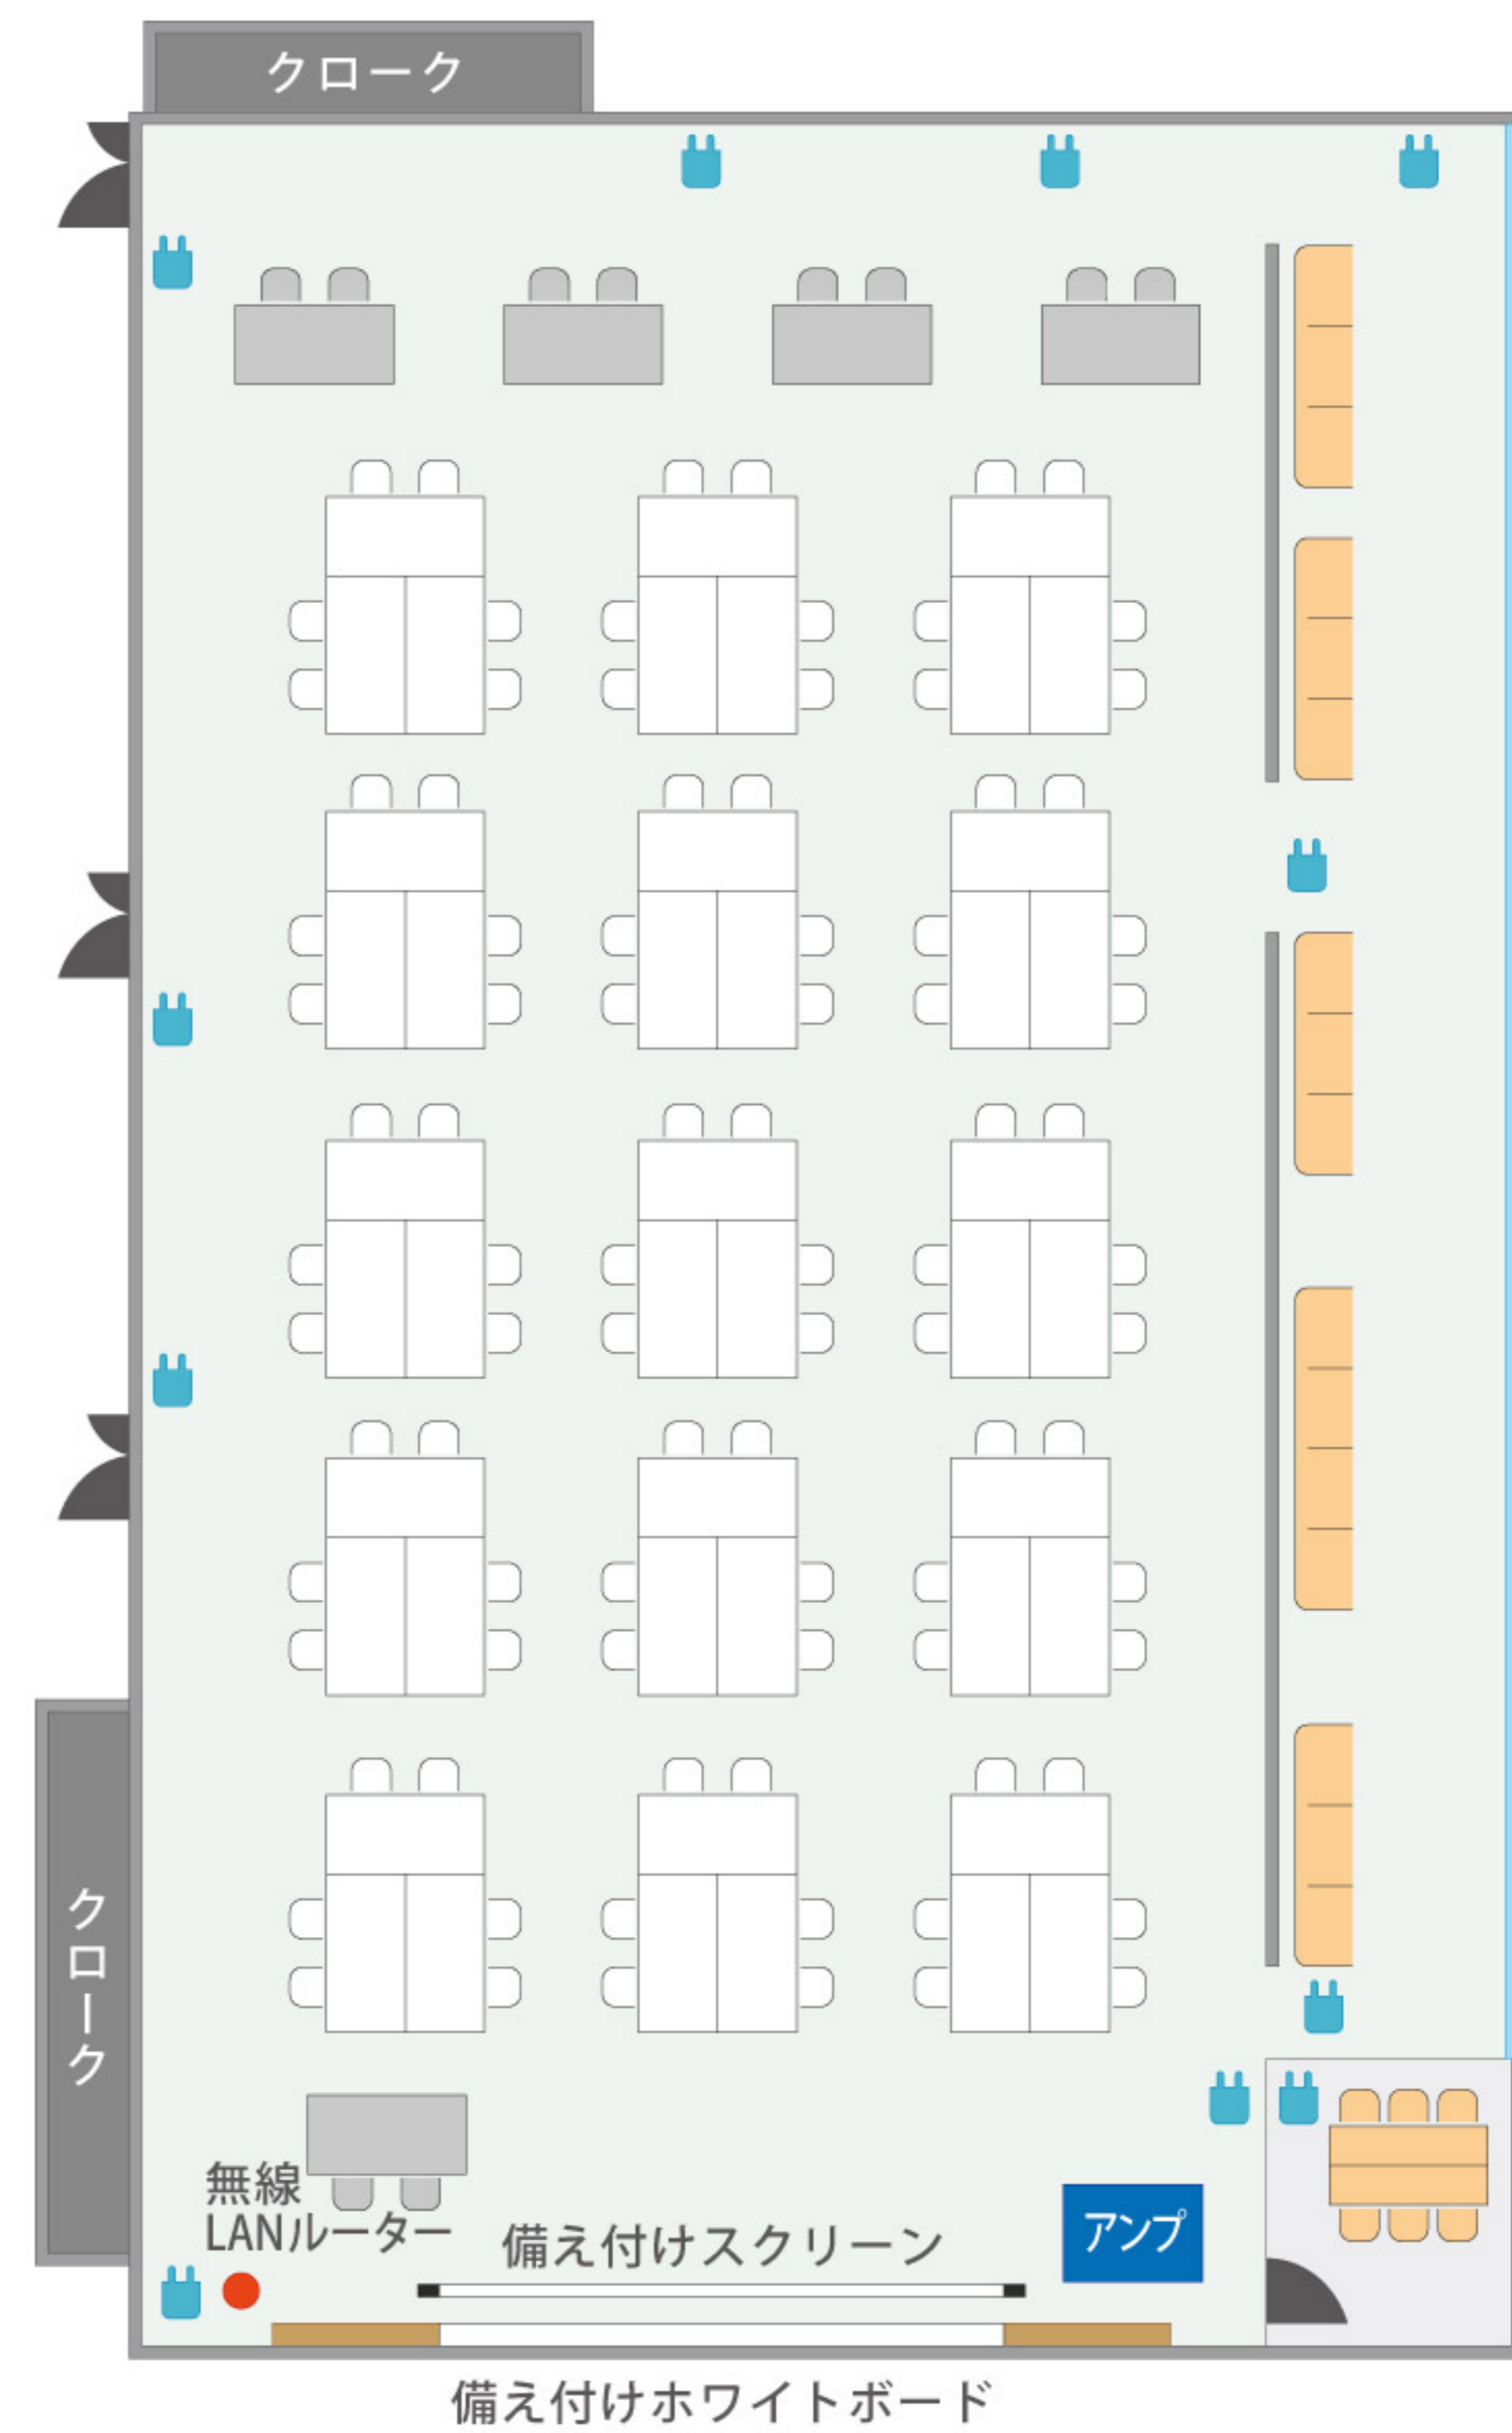 クローク
クローク
無線
LANルーター
備え付けスクリーン
アンプ
備え付けホワイトボード